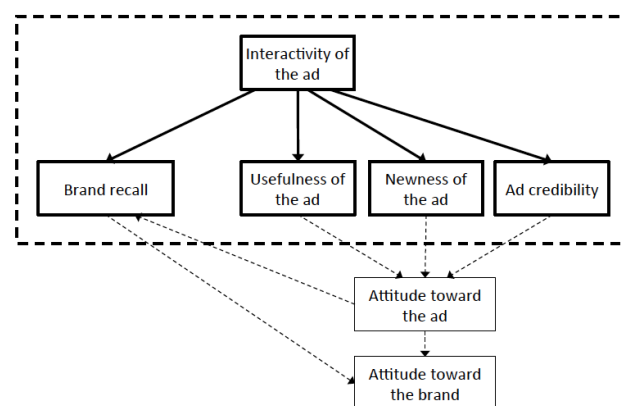 Interactivity of
the ad
Brand recall
Usefulness of
the ad
Newness of
the ad
Ad credibility
Attitude toward
the ad
Attitude toward
the brand